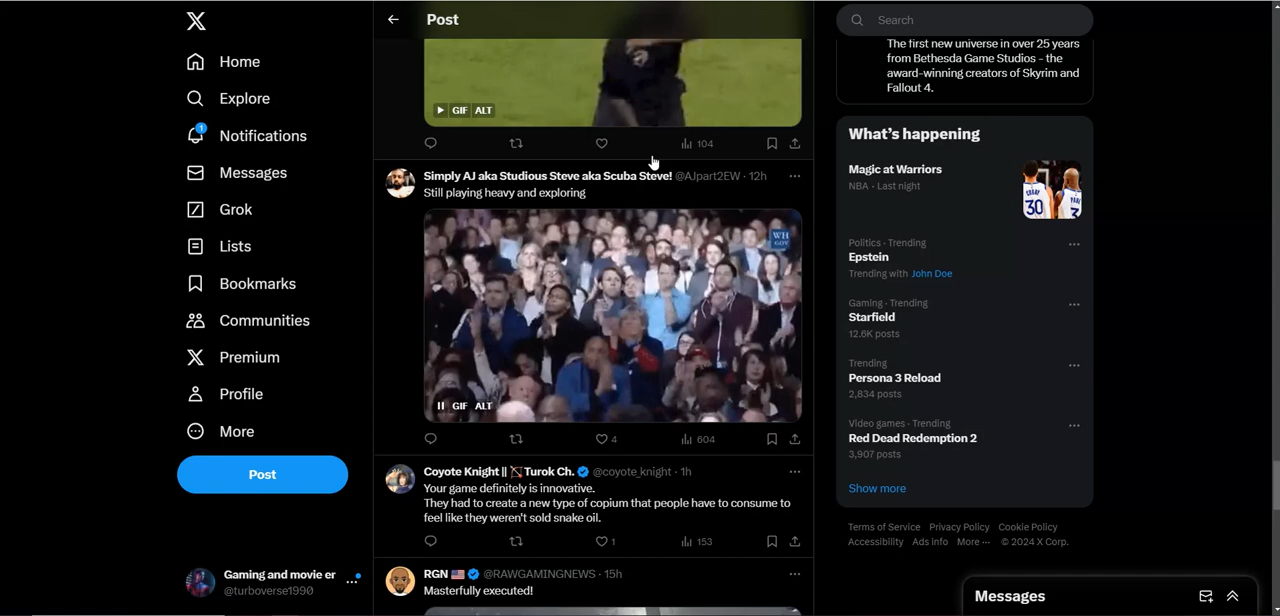 X
Home
Explore
1
Notifications
Messages
Grok
Lists
Bookmarks
Communities
Premium
Profile
More
Post
Gaming and movie er
@turboverse1990
Post
GIF ALT
104
Simply AJ aka Studious Steve aka Scuba Steve! @AJpart2EW · 12h
Still playing heavy and exploring
WH
GOV
GIF ALT
4
604
Coyote Knight || Turok Ch. @coyote_knight · 1h
Your game definitely is innovative.
They had to create a new type of copium that people have to consume to
feel like they weren't sold snake oil.
1
153
RGN @RAWGAMINGNEWS · 15h
Masterfully executed!
Search
The first new universe in over 25 years
from Bethesda Game Studios - the
award-winning creators of Skyrim and
Fallout 4.
What's happening
Magic at Warriors
NBA · Last night
30
Politics · Trending
Epstein
Trending with John Doe
Gaming · Trending
Starfield
12.6K posts
Trending
Persona 3 Reload
2,834 posts
Video games · Trending
Red Dead Redemption 2
3,907 posts
Show more
Terms of Service Privacy Policy Cookie Policy
Accessibility Ads info More ··· © 2024 X Corp.
Messages